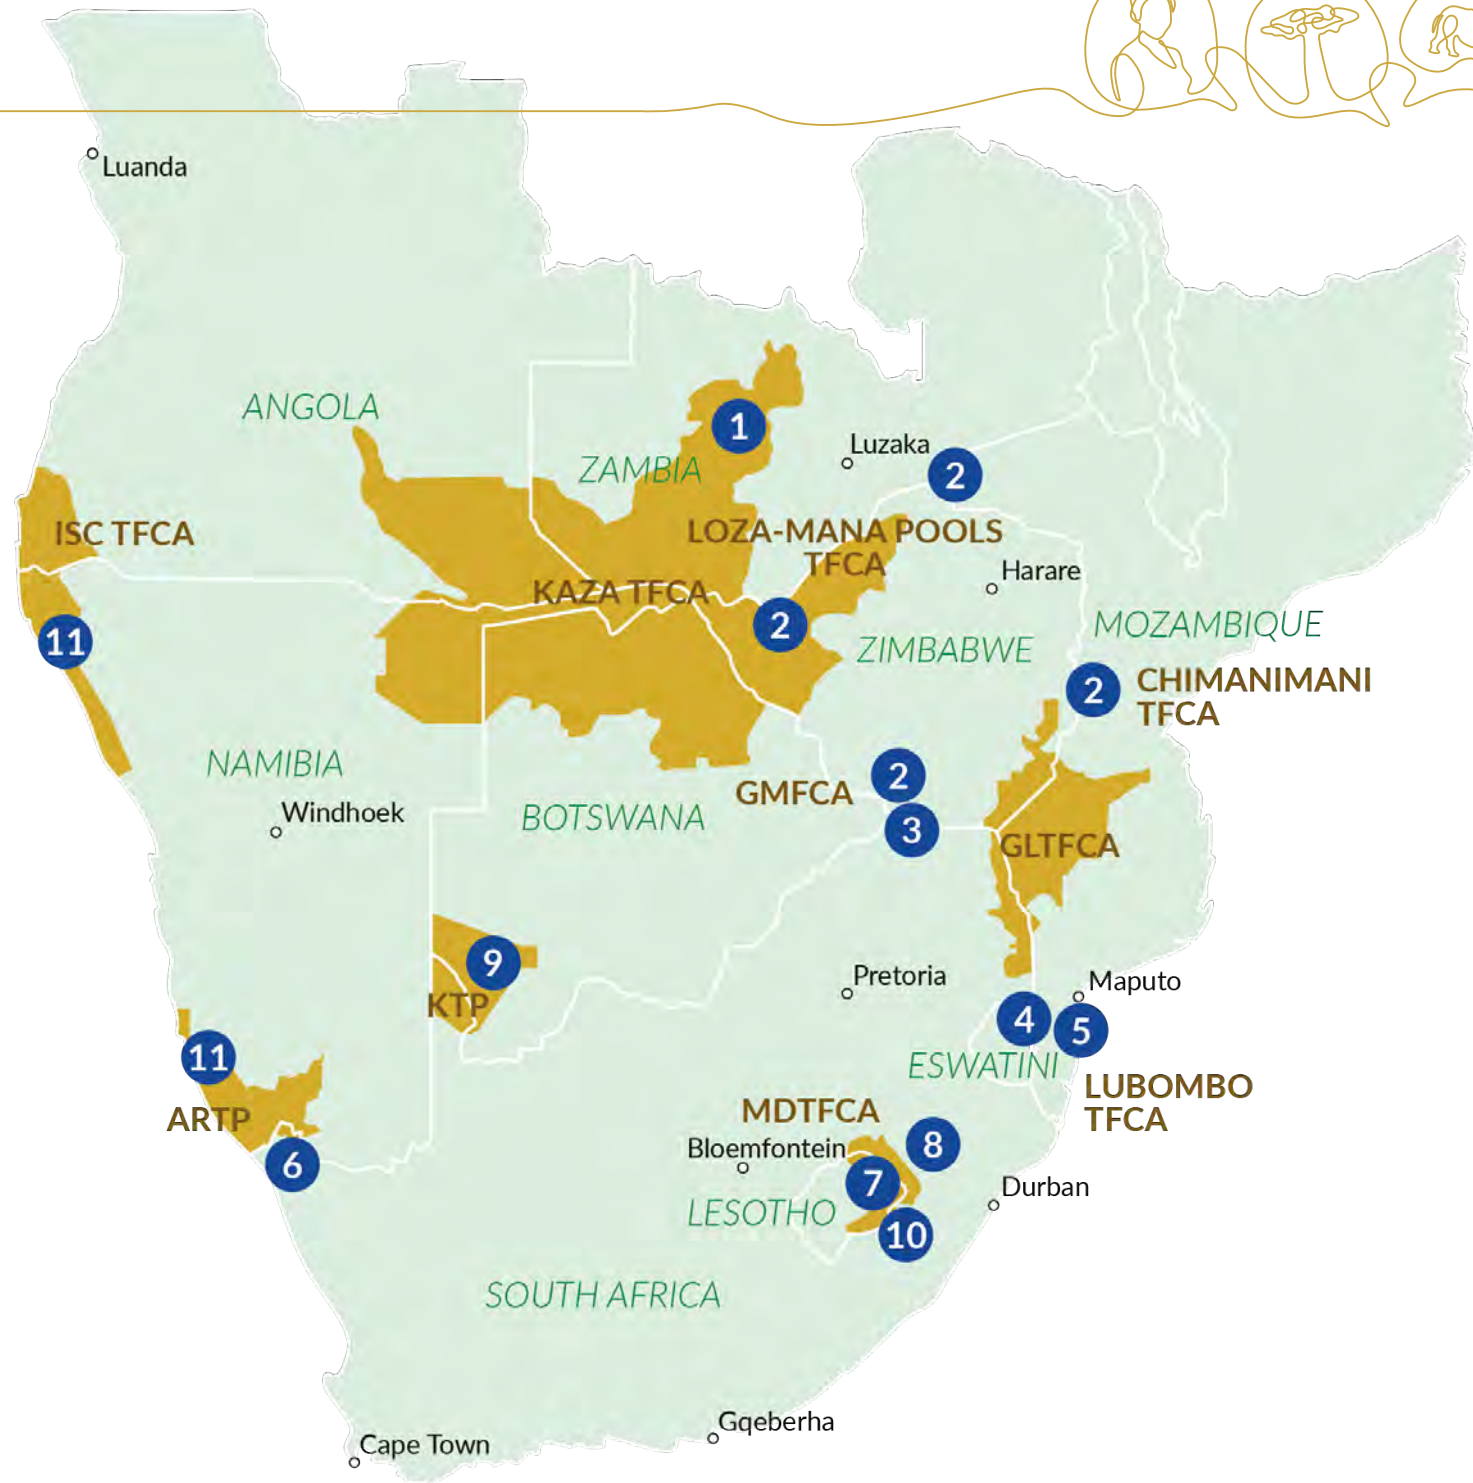 Luanda
ANGOLA
1
Luzaka
ZAMBIA
2
ISC TFCA
LOZA-MANA POOLS
TFCA
Harare
KAZA TFCA
2
MOZAMBIQUE
11
ZIMBABWE
2
CHIMANIMANI
TFCA
NAMIBIA
2
GMFCA
Windhoek
BOTSWANA
3
GLTFCA
9
Pretoria
Maputo
KTP
4
5
11
ESWATINI
LUBOMBO
TFCA
MDTFCA
ARTP
8
Bloemfontein
6
7
Durban
LESOTHO
10
SOUTH AFRICA
Gqeberha
Cape Town